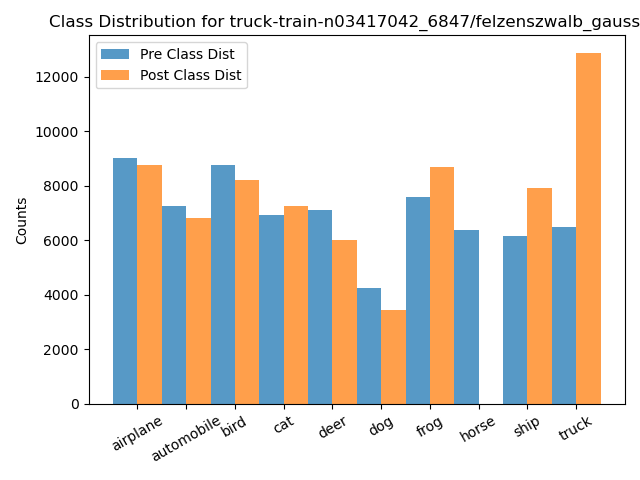 Class Distribution for truck-train-n03417042_6847/felzenszwalb_gauss
Pre Class Dist
Post Class Dist
Counts
12000
10000
8000
6000
4000
2000
0
airplane
automobile
bird
cat
deer
dog
frog
horse
ship
truck